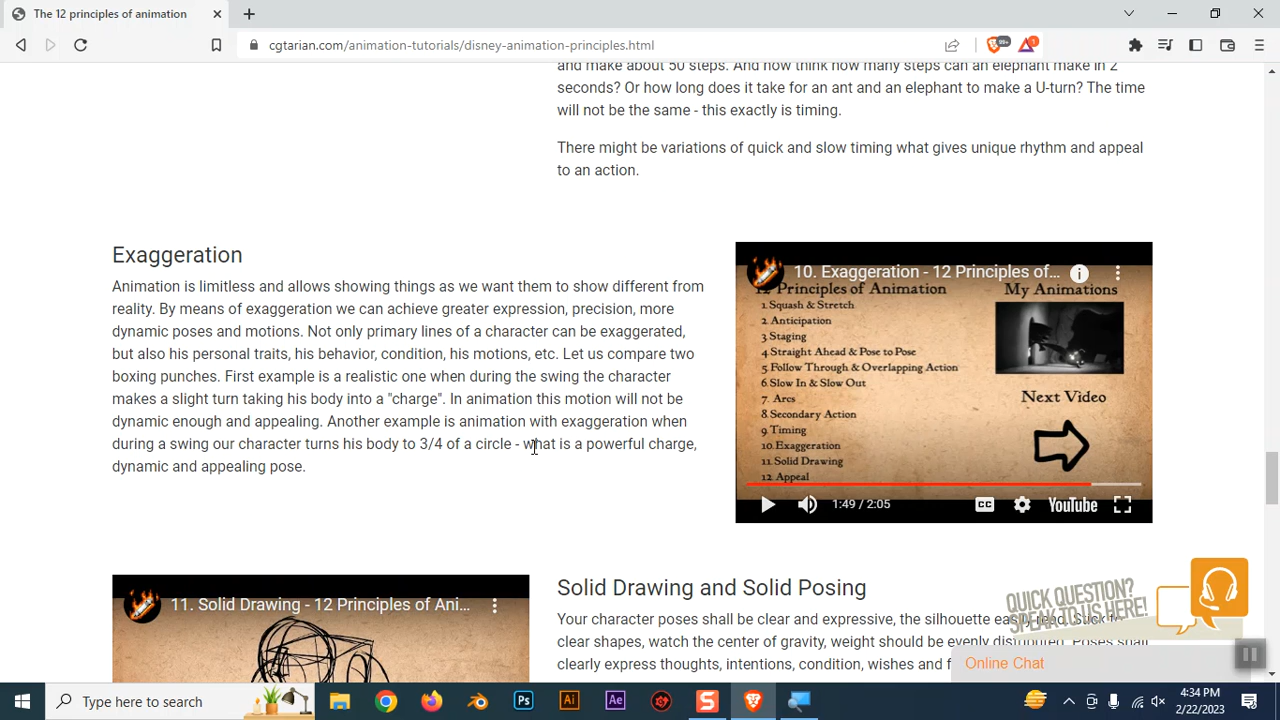 The 12 principles of animation
cgtarian.com/animation-tutorials/disney-animation-principles.html
99+
1
and make about 50 steps. And now think how many steps can an elephant make in 2
seconds? Or how long does it take for an ant and an elephant to make a U-turn? The time
will not be the same - this exactly is timing.
There might be variations of quick and slow timing what gives unique rhythm and appeal
to an action.
Exaggeration
Animation is limitless and allows showing things as we want them to show different from
reality. By means of exaggeration we can achieve greater expression, precision, more
dynamic poses and motions. Not only primary lines of a character can be exaggerated,
but also his personal traits, his behavior, condition, his motions, etc. Let us compare two
boxing punches. First example is a realistic one when during the swing the character
makes a slight turn taking his body into a "charge". In animation this motion will not be
dynamic enough and appealing. Another example is animation with exaggeration when
during a swing our character turns his body to 3/4 of a circle - what is a powerful charge,
dynamic and appealing pose.
10. Exaggeration - 12 Principles of...
12 Principles of Animation
1. Squash & Stretch
2. Anticipation
3. Staging
4. Straight Ahead & Pose to Pose
5. Follow Through & Overlapping Action
6. Slow In & Slow Out
7. Arcs
8. Secondary Action
9. Timing
10. Exaggeration
11. Solid Drawing
12. Appeal
My Animations
Next Video
1:49 / 2:05
CC
YouTube
11. Solid Drawing - 12 Principles of Ani...
Solid Drawing and Solid Posing
Your character poses shall be clear and expressive, the silhouette
clear shapes, watch the center of gravity, weight should be evenly
clearly express thoughts, intentions, condition, wishes and
QUICK QUESTION?
SPEAK TO US HERE!
Online Chat
Type here to search
Ps
Ai
Ae
S
4:34 PM
2/22/2023